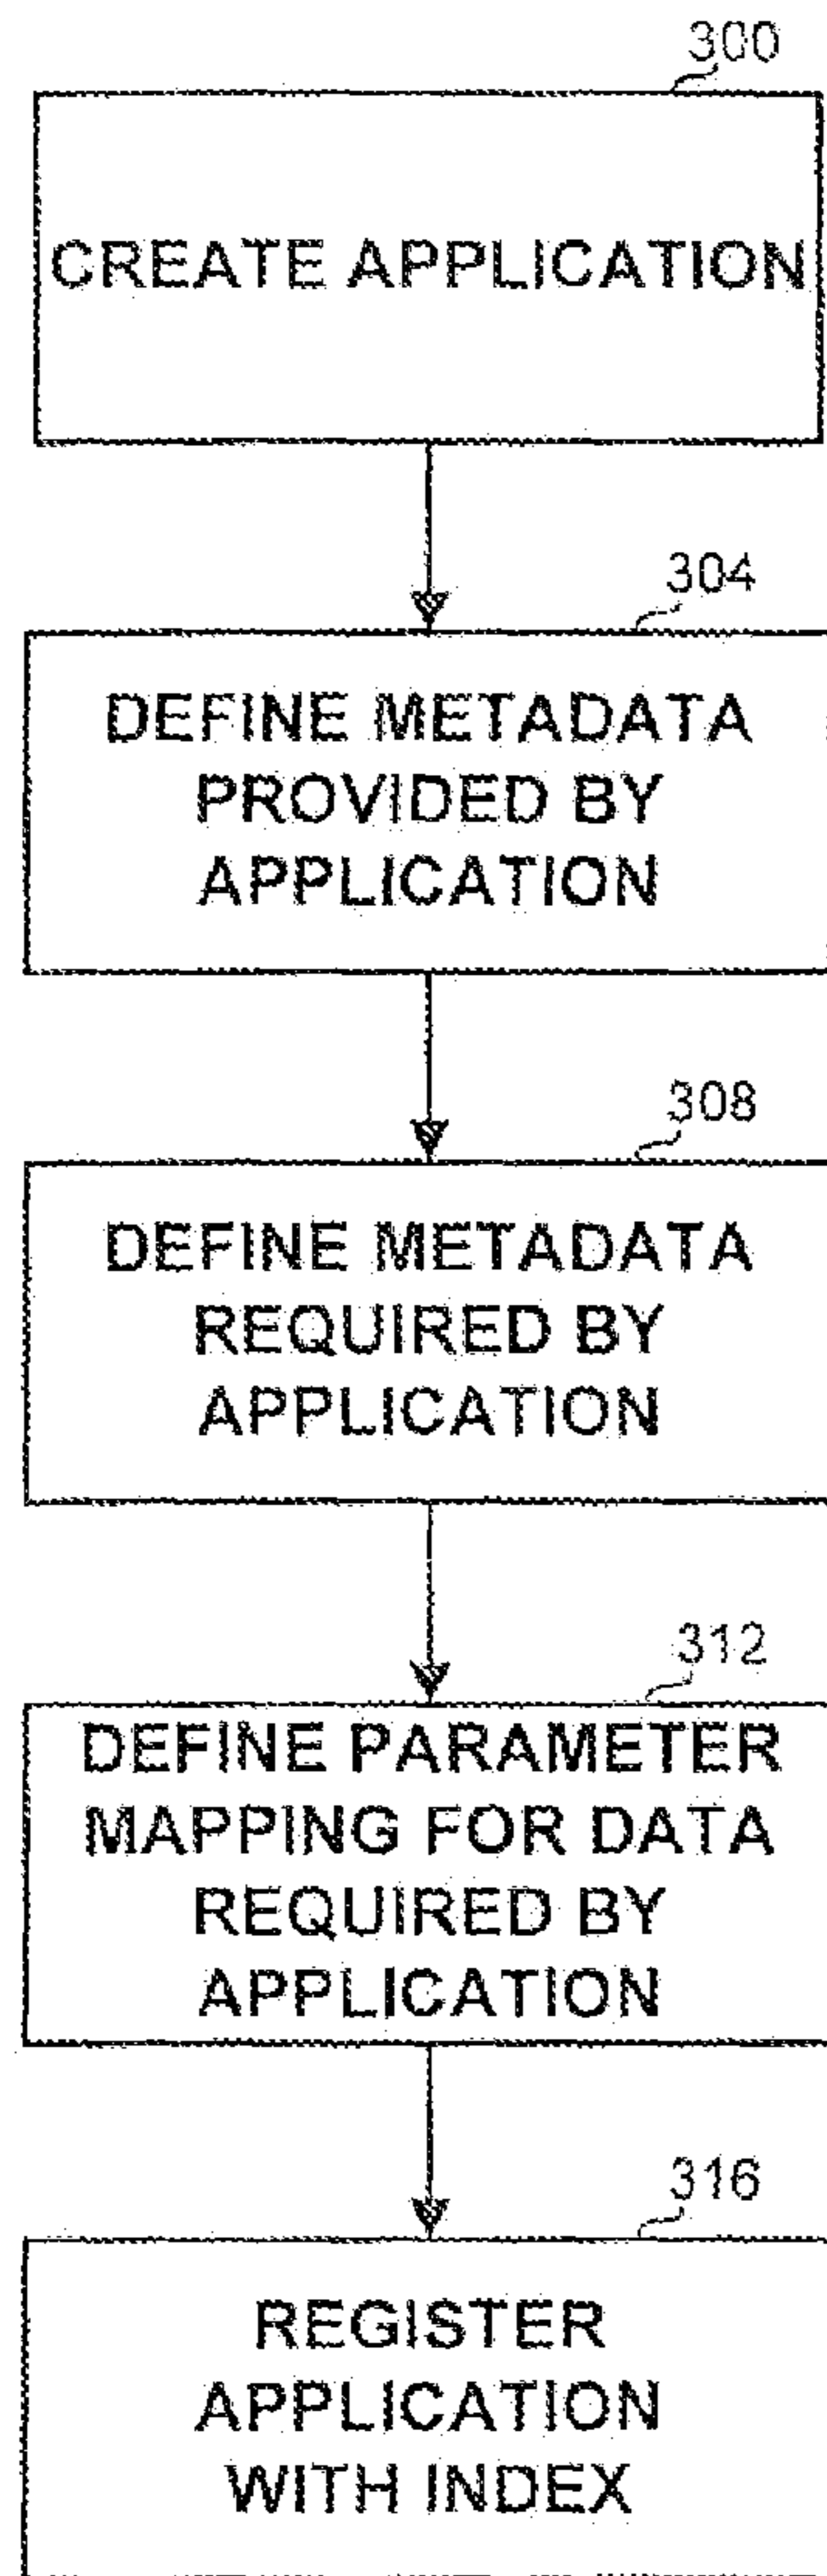 300
CREATE APPLICATION
304
DEFINE METADATA
PROVIDED BY
APPLICATION
308
DEFINE METADATA
REQUIRED BY
APPLICATION
312
DEFINE PARAMETER
MAPPING FOR DATA
REQUIRED BY
APPLICATION
316
REGISTER
APPLICATION
WITH INDEX